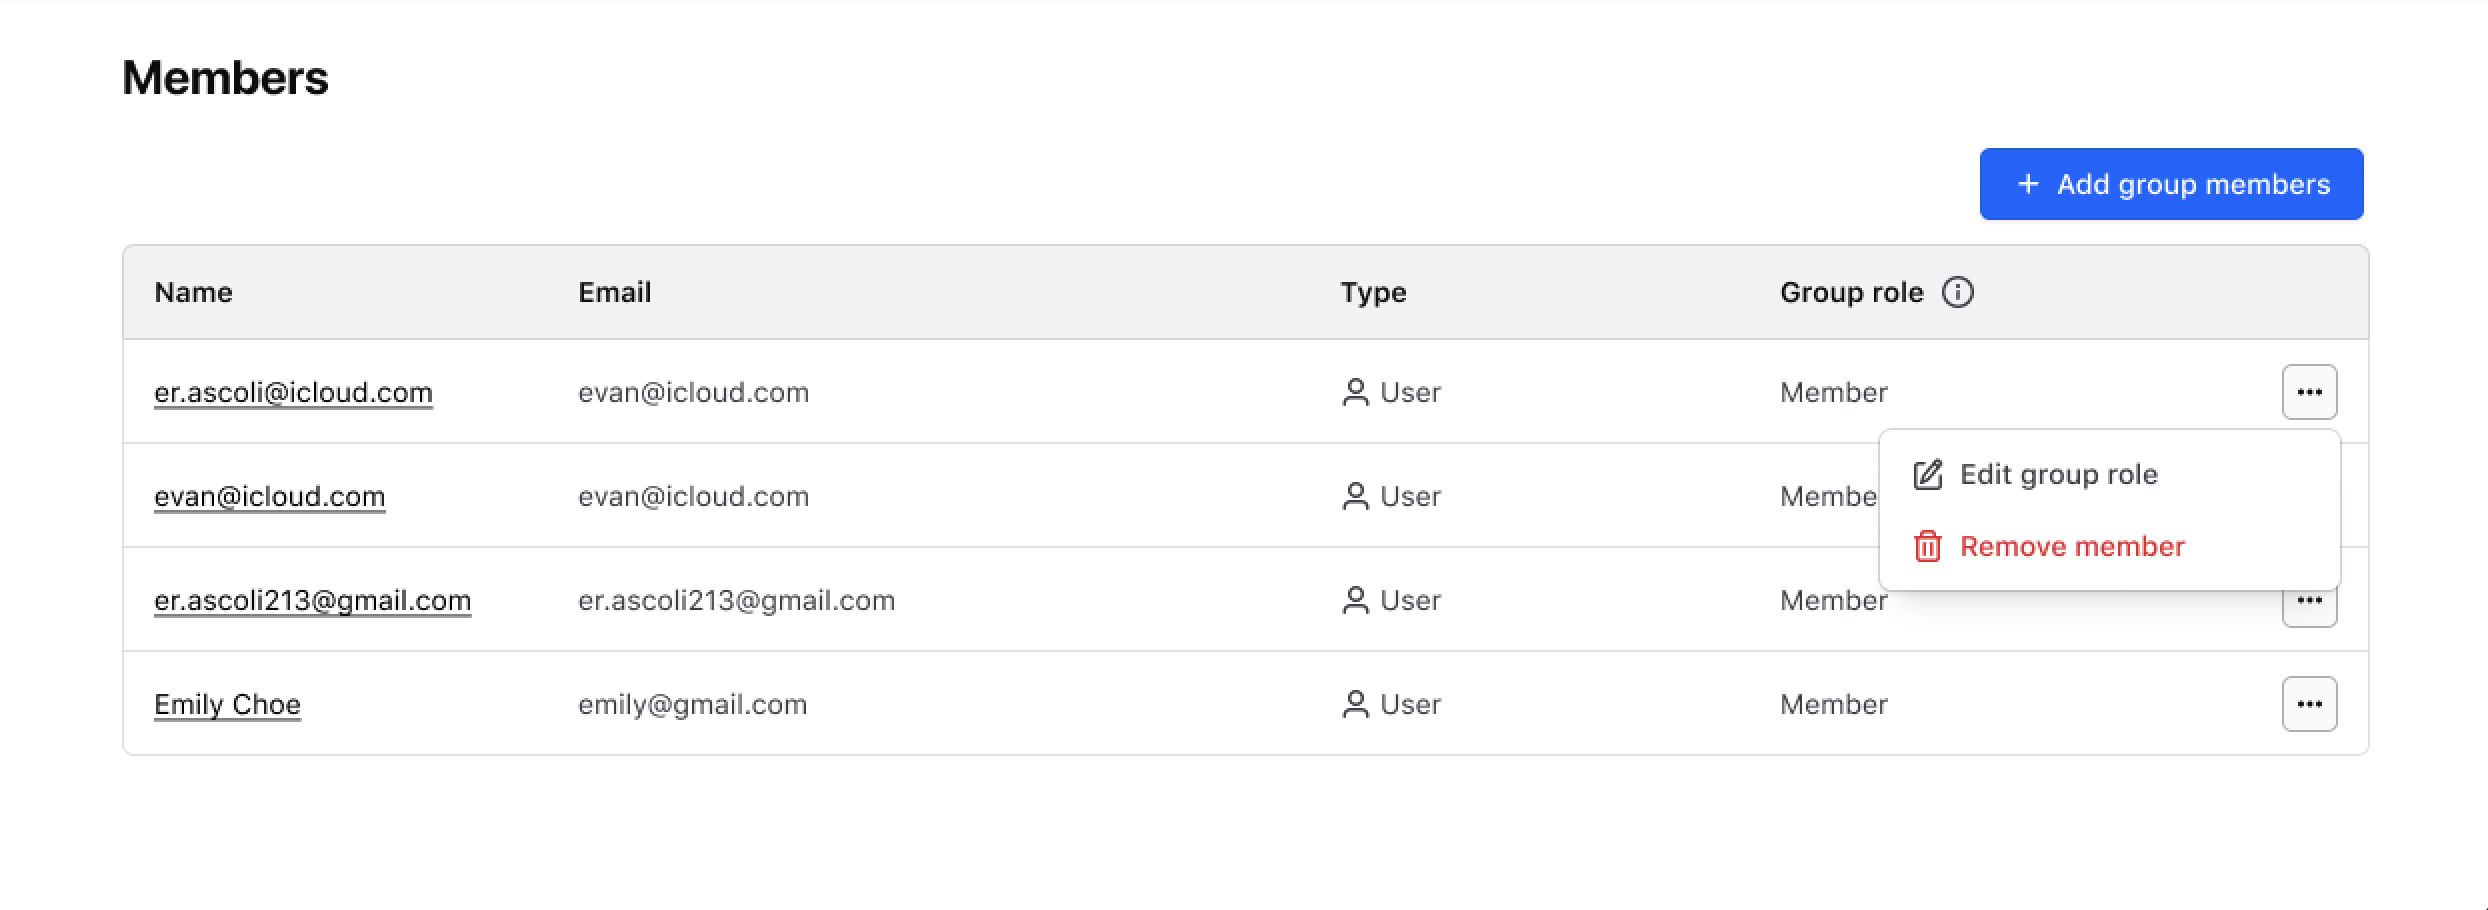 Members
+ Add group members
Name Email Type Group role
er.ascoli@icloud.com evan@icloud.com User Member
Edit group role
evan@icloud.com evan@icloud.com User Membe
Remove member
er.ascoli213@gmail.com er.ascoli213@gmail.com User Member
Emily Choe emily@gmail.com User Member